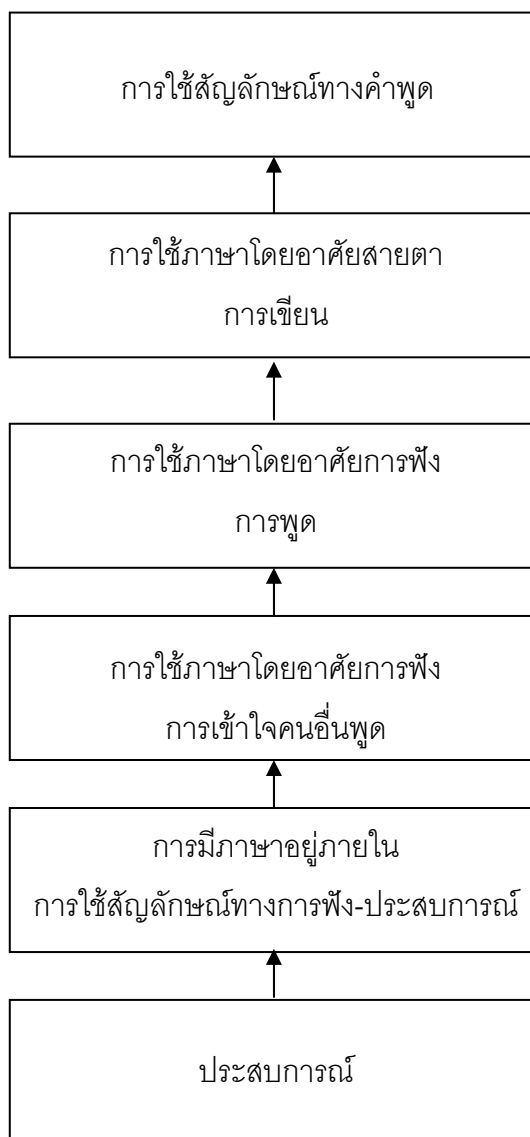 การใช้สัญลักษณ์ทางคำพูด
การใช้ภาษาโดยอาศัยสายตา
การเขียน
การใช้ภาษาโดยอาศัยการฟัง
การพูด
การใช้ภาษาโดยอาศัยการฟัง
การเข้าใจคนอื่นพูด
การมีภาษาอยู่ภายใน
การใช้สัญลักษณ์ทางการฟัง-ประสบการณ์
ประสบการณ์